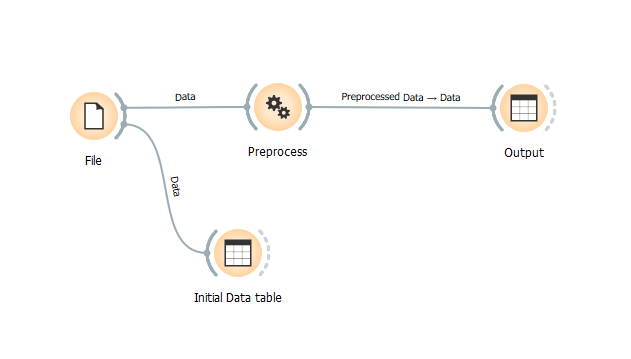 Data
Preprocessed Data → Data
File
Preprocess
Output
Data
Initial Data table